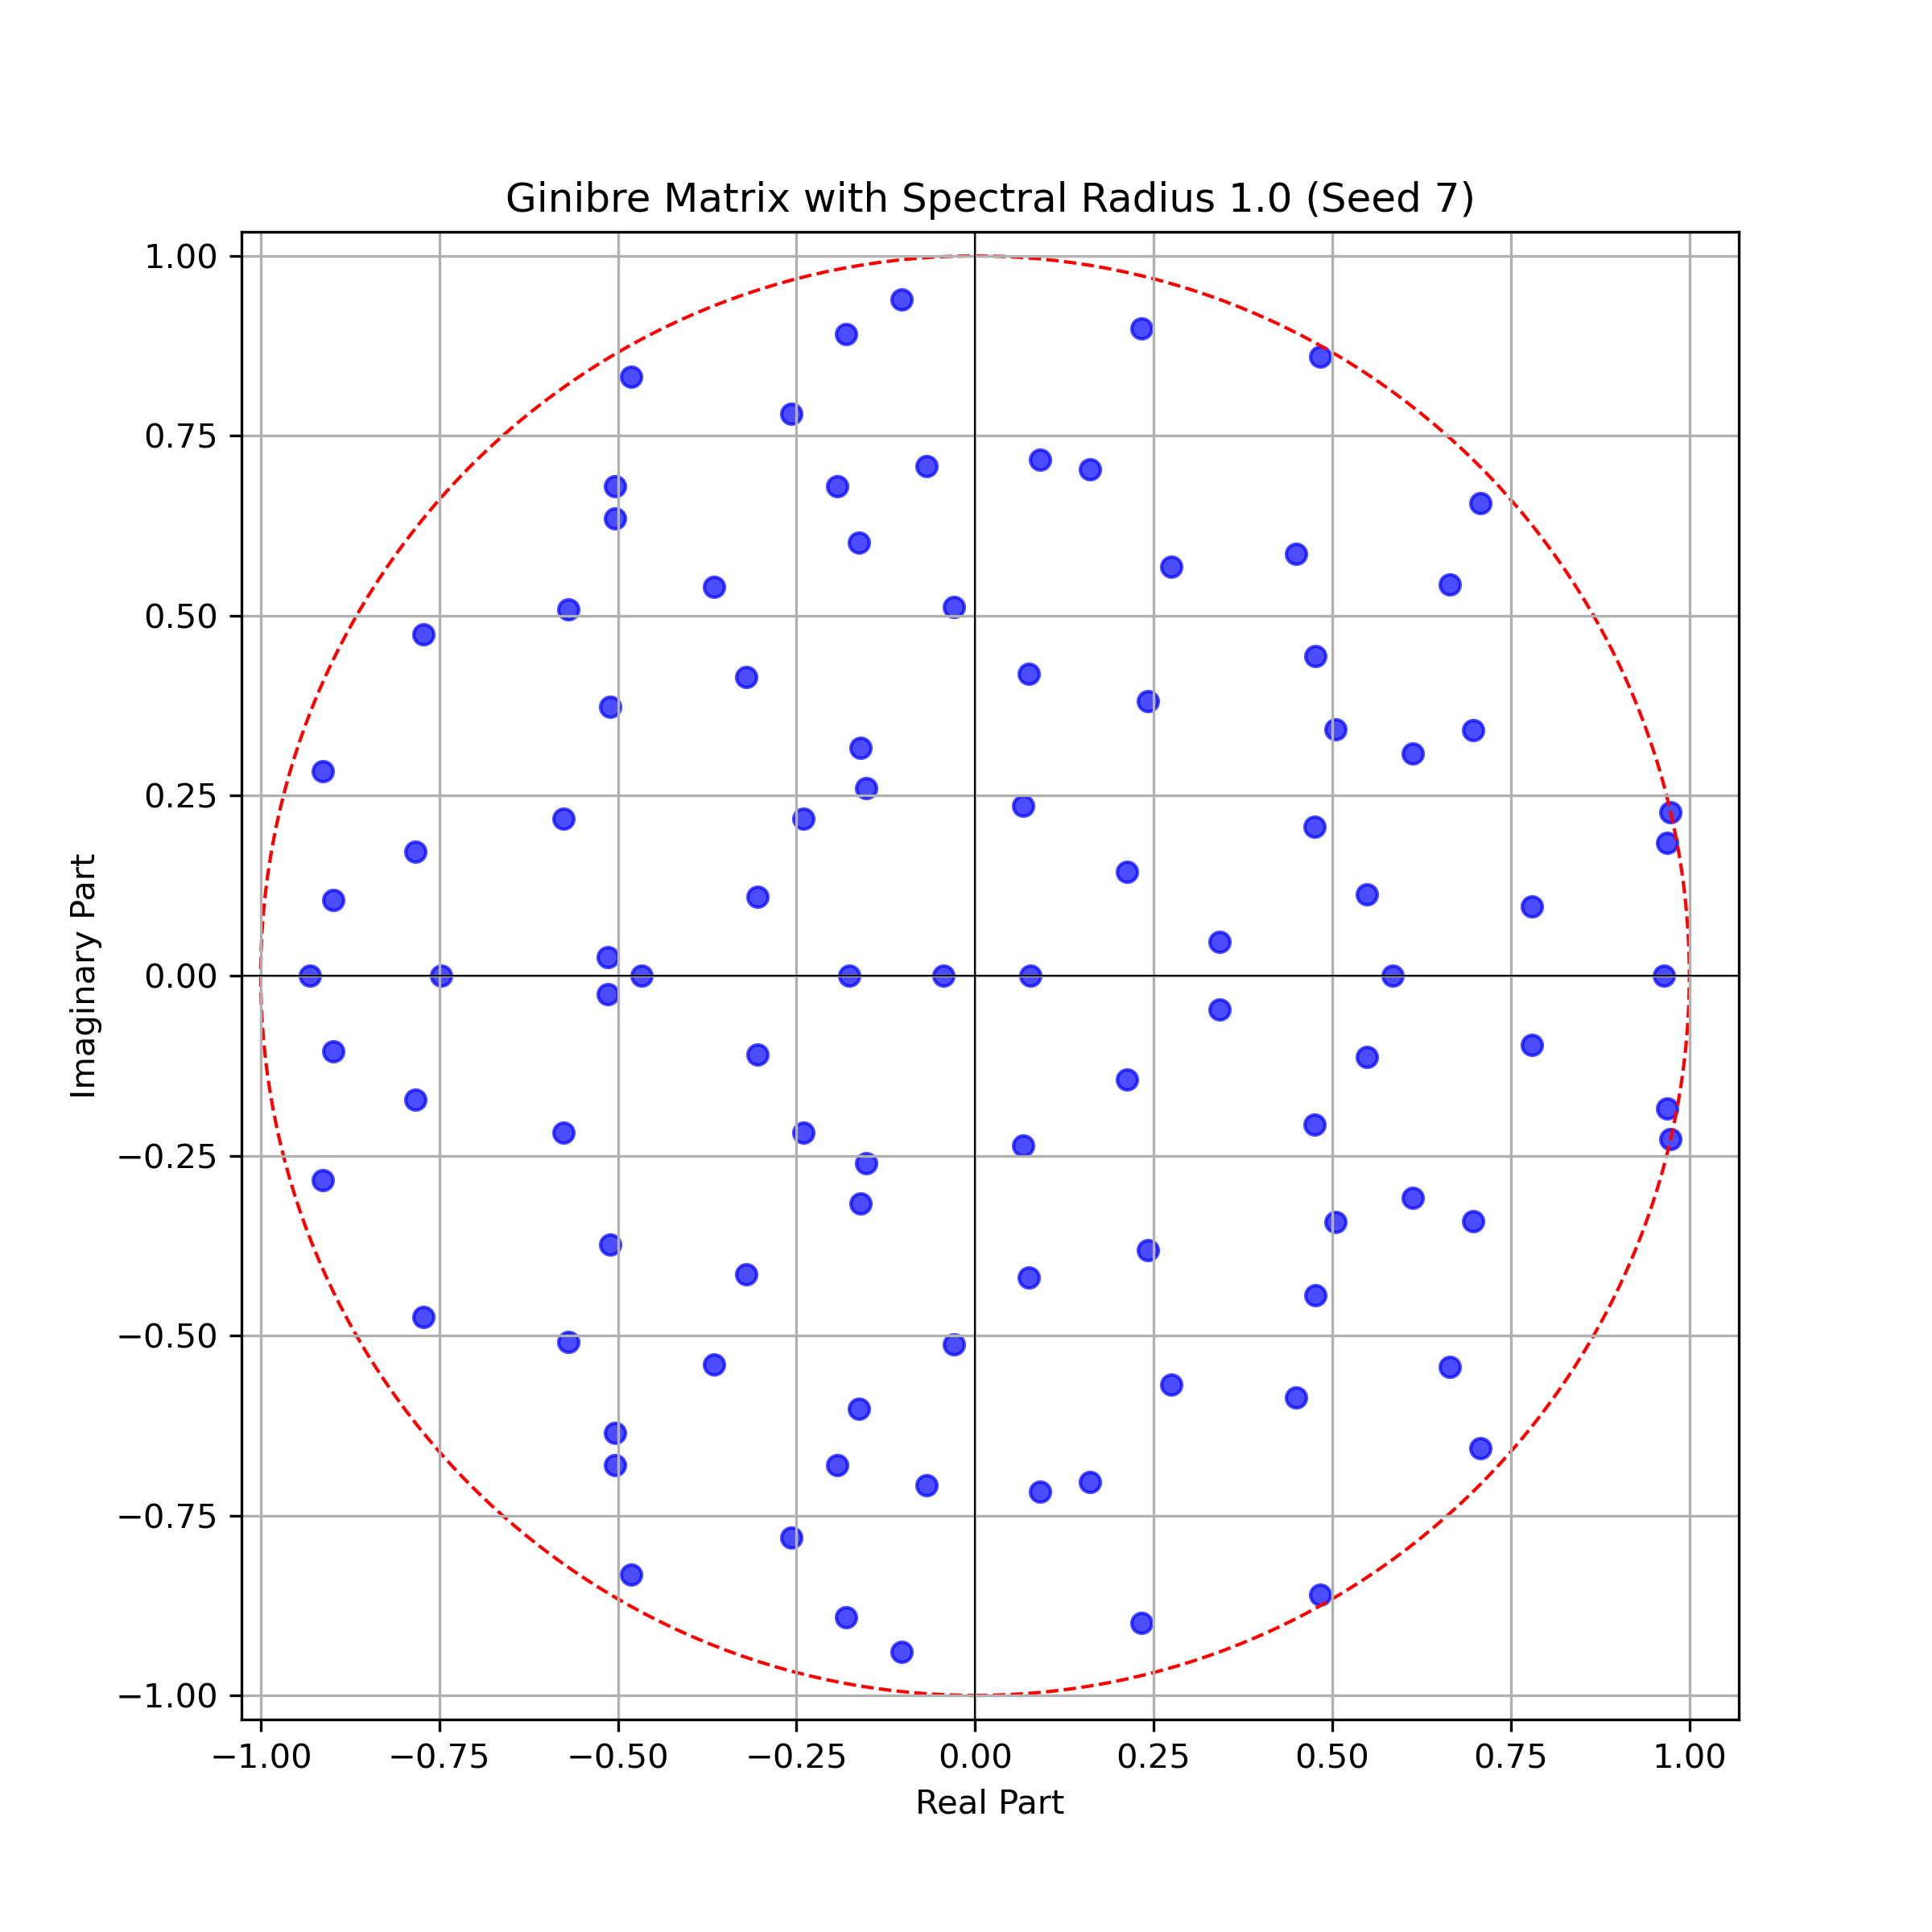 Ginibre Matrix with Spectral Radius 1.0 (Seed 7)
1.00
0.75
0.50
0.25
0.00
−0.25
−0.50
−0.75
−1.00
Imaginary Part
−1.00 −0.75 −0.50 −0.25 0.00 0.25 0.50 0.75 1.00
Real Part